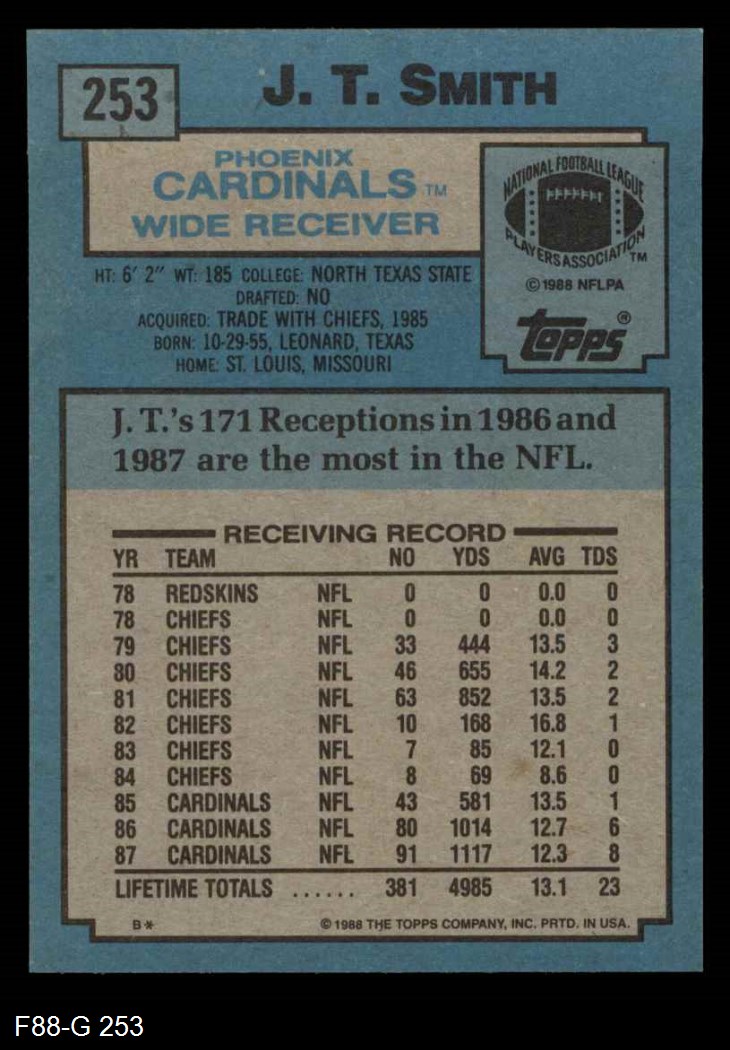 253
J. T. SMITH
PHOENIX
CARDINALS TM
WIDE RECEIVER
NATIONAL FOOTBALL LEAGUE
PLAYERS ASSOCIATION TM
© 1988 NFLPA
topps®
HT: 6' 2" WT: 185 COLLEGE: NORTH TEXAS STATE
DRAFTED: NO
ACQUIRED: TRADE WITH CHIEFS, 1985
BORN: 10-29-55, LEONARD, TEXAS
HOME: ST. LOUIS, MISSOURI
J. T.'s 171 Receptions in 1986 and
1987 are the most in the NFL.
RECEIVING RECORD
YR TEAM NO YDS AVG TDS
78 REDSKINS NFL 0 0 0.0 0
78 CHIEFS NFL 0 0 0.0 0
79 CHIEFS NFL 33 444 13.5 3
80 CHIEFS NFL 46 655 14.2 2
81 CHIEFS NFL 63 852 13.5 2
82 CHIEFS NFL 10 168 16.8 1
83 CHIEFS NFL 7 85 12.1 0
84 CHIEFS NFL 8 69 8.6 0
85 CARDINALS NFL 43 581 13.5 1
86 CARDINALS NFL 80 1014 12.7 6
87 CARDINALS NFL 91 1117 12.3 8
LIFETIME TOTALS ...... 381 4985 13.1 23
B* © 1988 THE TOPPS COMPANY, INC. PRTD. IN USA.
F88-G 253